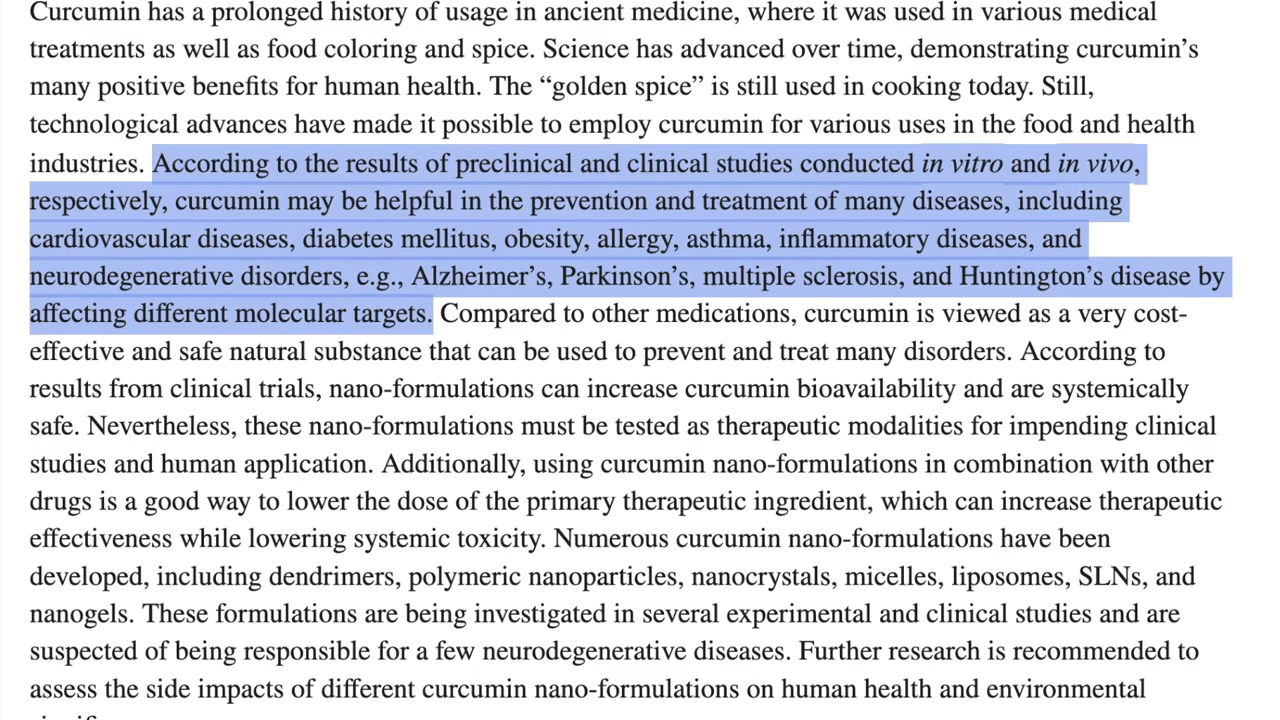 Curcumin has a prolonged history of usage in ancient medicine, where it was used in various medical
treatments as well as food coloring and spice. Science has advanced over time, demonstrating curcumin’s
many positive benefits for human health. The “golden spice” is still used in cooking today. Still,
technological advances have made it possible to employ curcumin for various uses in the food and health
industries. According to the results of preclinical and clinical studies conducted in vitro and in vivo,
respectively, curcumin may be helpful in the prevention and treatment of many diseases, including
cardiovascular diseases, diabetes mellitus, obesity, allergy, asthma, inflammatory diseases, and
neurodegenerative disorders, e.g., Alzheimer’s, Parkinson’s, multiple sclerosis, and Huntington’s disease by
affecting different molecular targets. Compared to other medications, curcumin is viewed as a very cost-
effective and safe natural substance that can be used to prevent and treat many disorders. According to
results from clinical trials, nano-formulations can increase curcumin bioavailability and are systemically
safe. Nevertheless, these nano-formulations must be tested as therapeutic modalities for impending clinical
studies and human application. Additionally, using curcumin nano-formulations in combination with other
drugs is a good way to lower the dose of the primary therapeutic ingredient, which can increase therapeutic
effectiveness while lowering systemic toxicity. Numerous curcumin nano-formulations have been
developed, including dendrimers, polymeric nanoparticles, nanocrystals, micelles, liposomes, SLNs, and
nanogels. These formulations are being investigated in several experimental and clinical studies and are
suspected of being responsible for a few neurodegenerative diseases. Further research is recommended to
assess the side impacts of different curcumin nano-formulations on human health and environmental